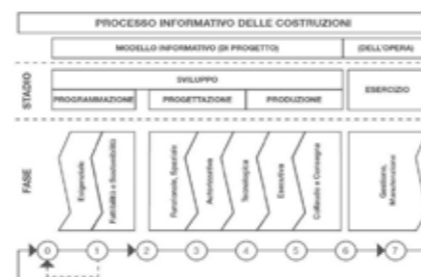 PROCESSO INFORMATIVO DELLE COSTRUZIONI
MODELLO INFORMATIVO (DI PROGETTO)
(DELL'OPERA)
STADIO
SVILUPPO
ESERCIZIO
PROGRAMMAZIONE
PROGETTAZIONE
PRODUZIONE
FASE
Esigenziale
Fattibilità e Sostenibilità
Funzionale, Spaziale
Autorizzativa
Tecnologica
Esecutiva
Collaudo e Consegna
Gestione,
Manutenzione
0
1
2
3
4
5
6
7